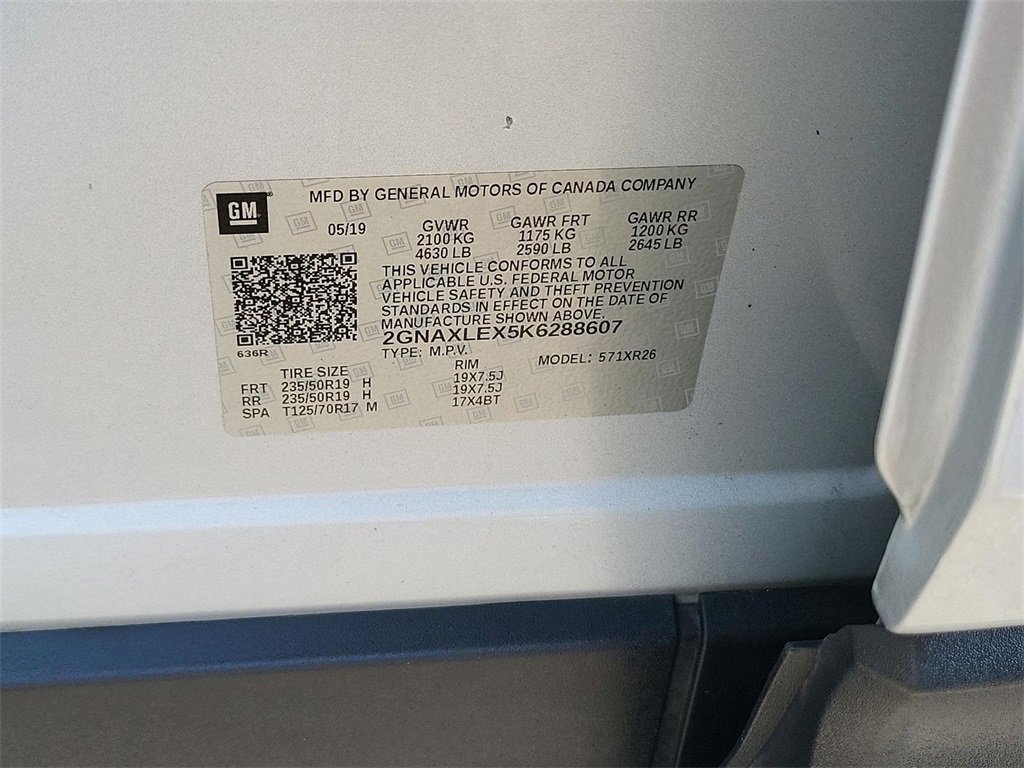 GM
MFD BY GENERAL MOTORS OF CANADA COMPANY
05/19 GVWR GAWR FRT GAWR RR
2100 KG 1175 KG 1200 KG
4630 LB 2590 LB 2645 LB
THIS VEHICLE CONFORMS TO ALL
APPLICABLE U.S. FEDERAL MOTOR
VEHICLE SAFETY AND THEFT PREVENTION
STANDARDS IN EFFECT ON THE DATE OF
MANUFACTURE SHOWN ABOVE.
2GNAXLEX5K6288607
636R
TYPE: M.P.V. MODEL: 571XR26
TIRE SIZE RIM
FRT 235/50R19 H 19X7.5J
RR 235/50R19 H 19X7.5J
SPA T125/70R17 M 17X4BT